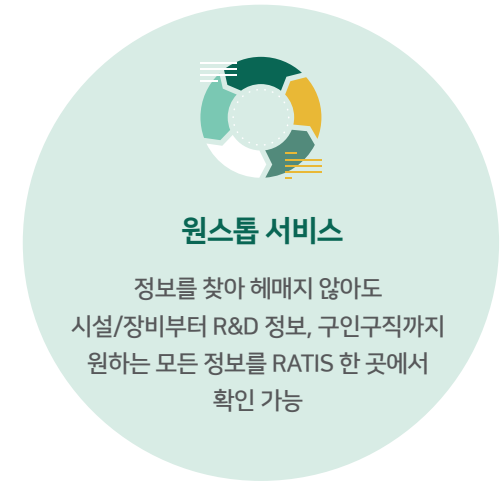 원스톱 서비스
정보를 찾아 헤매지 않아도
시설/장비부터 R&D 정보, 구인구직까지
원하는 모든 정보를 RATIS 한 곳에서
확인 가능